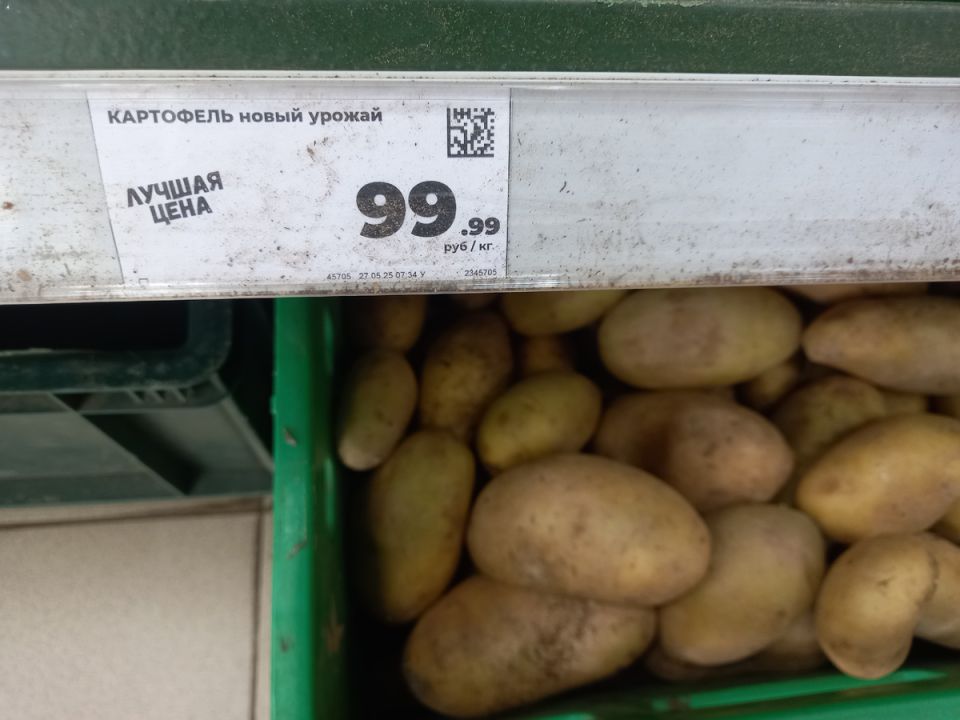 КАРТОФЕЛЬ новый урожай
ЛУЧШАЯ
ЦЕНА
99.99
руб / кг
45705 27.05.25 07:34 У 2345705